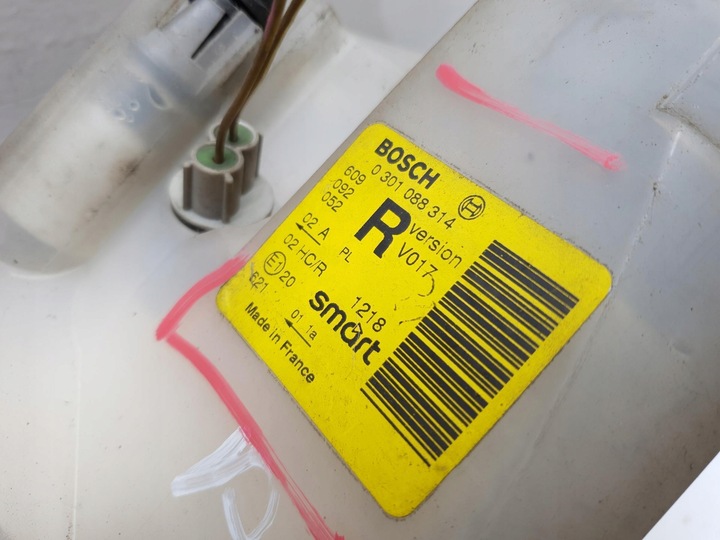 BOSCH
0 301 088 314
609
092
052
R version
V017
02 A PL
02 HC/R
E1 20
621
01 1a
1218
smart
Made in France